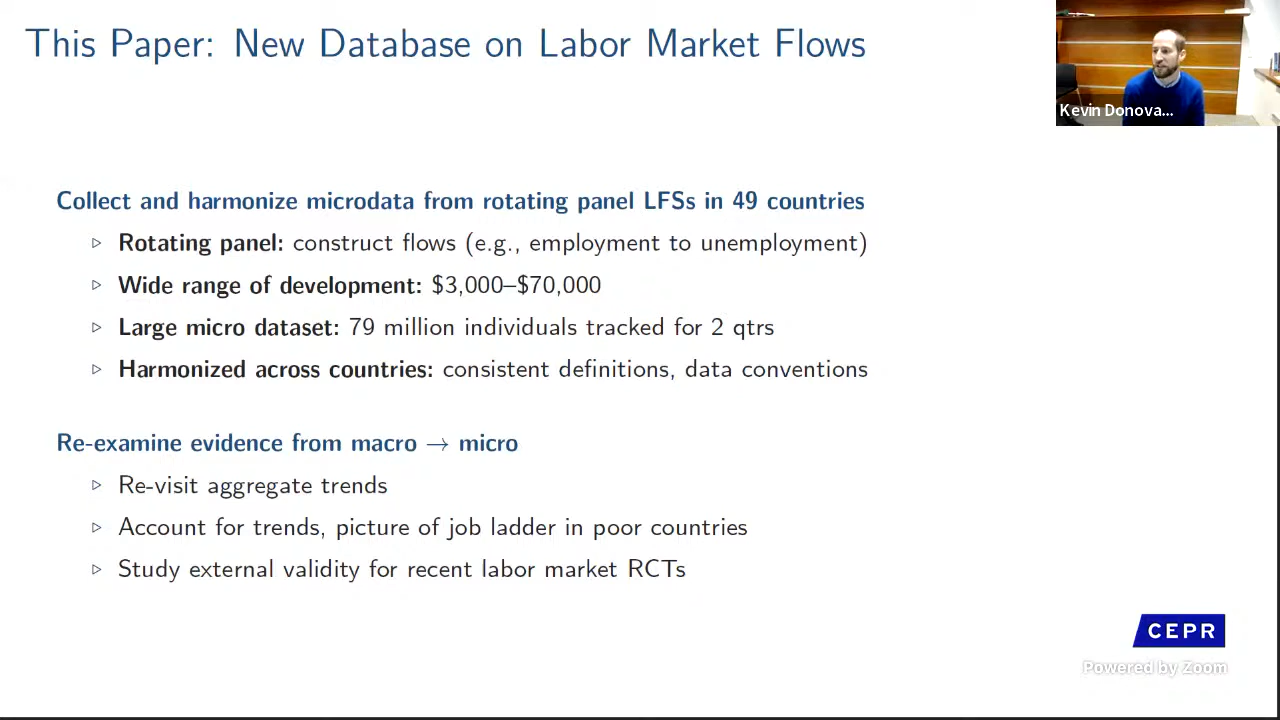 This Paper: New Database on Labor Market Flows
Kevin Donova...
Collect and harmonize microdata from rotating panel LFSs in 49 countries
▷ Rotating panel: construct flows (e.g., employment to unemployment)
▷ Wide range of development: $3,000–$70,000
▷ Large micro dataset: 79 million individuals tracked for 2 qtrs
▷ Harmonized across countries: consistent definitions, data conventions
Re-examine evidence from macro → micro
▷ Re-visit aggregate trends
▷ Account for trends, picture of job ladder in poor countries
▷ Study external validity for recent labor market RCTs
CEPR
Powered by Zoom